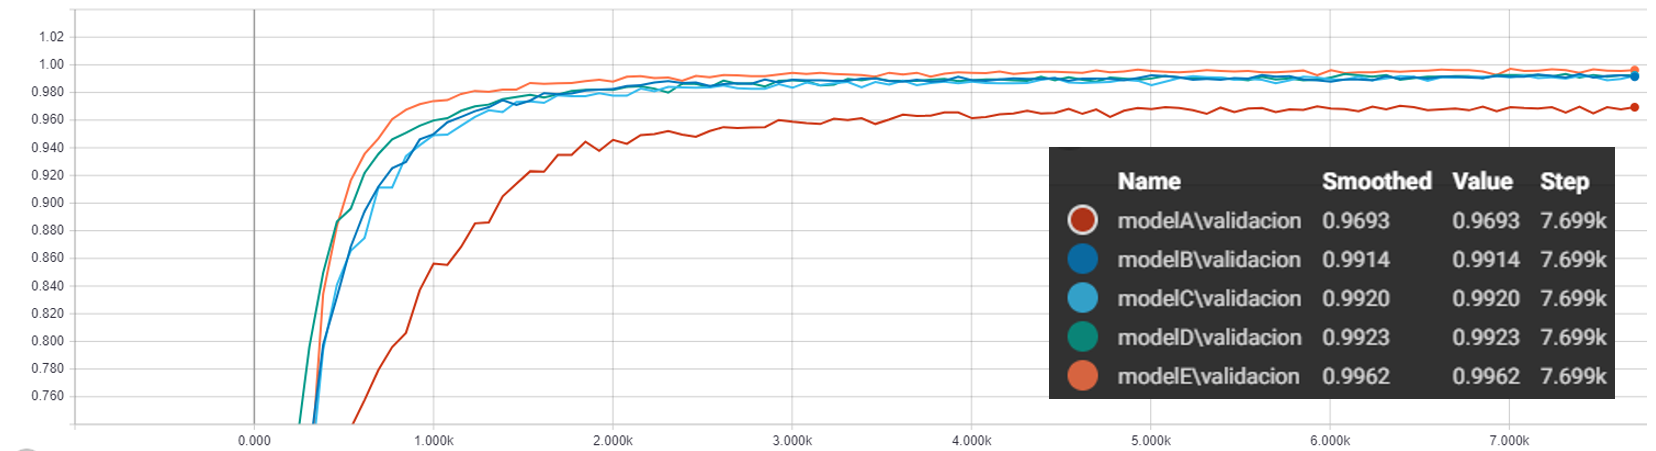 1.02
1.00
0.980
0.960
0.940
0.920
0.900
0.880
0.860
0.840
0.820
0.800
0.780
0.760
0.000 1.000k 2.000k 3.000k 4.000k 5.000k 6.000k 7.000k
Name Smoothed Value Step
modelA\validacion 0.9693 0.9693 7.699k
modelB\validacion 0.9914 0.9914 7.699k
modelC\validacion 0.9920 0.9920 7.699k
modelD\validacion 0.9923 0.9923 7.699k
modelE\validacion 0.9962 0.9962 7.699k